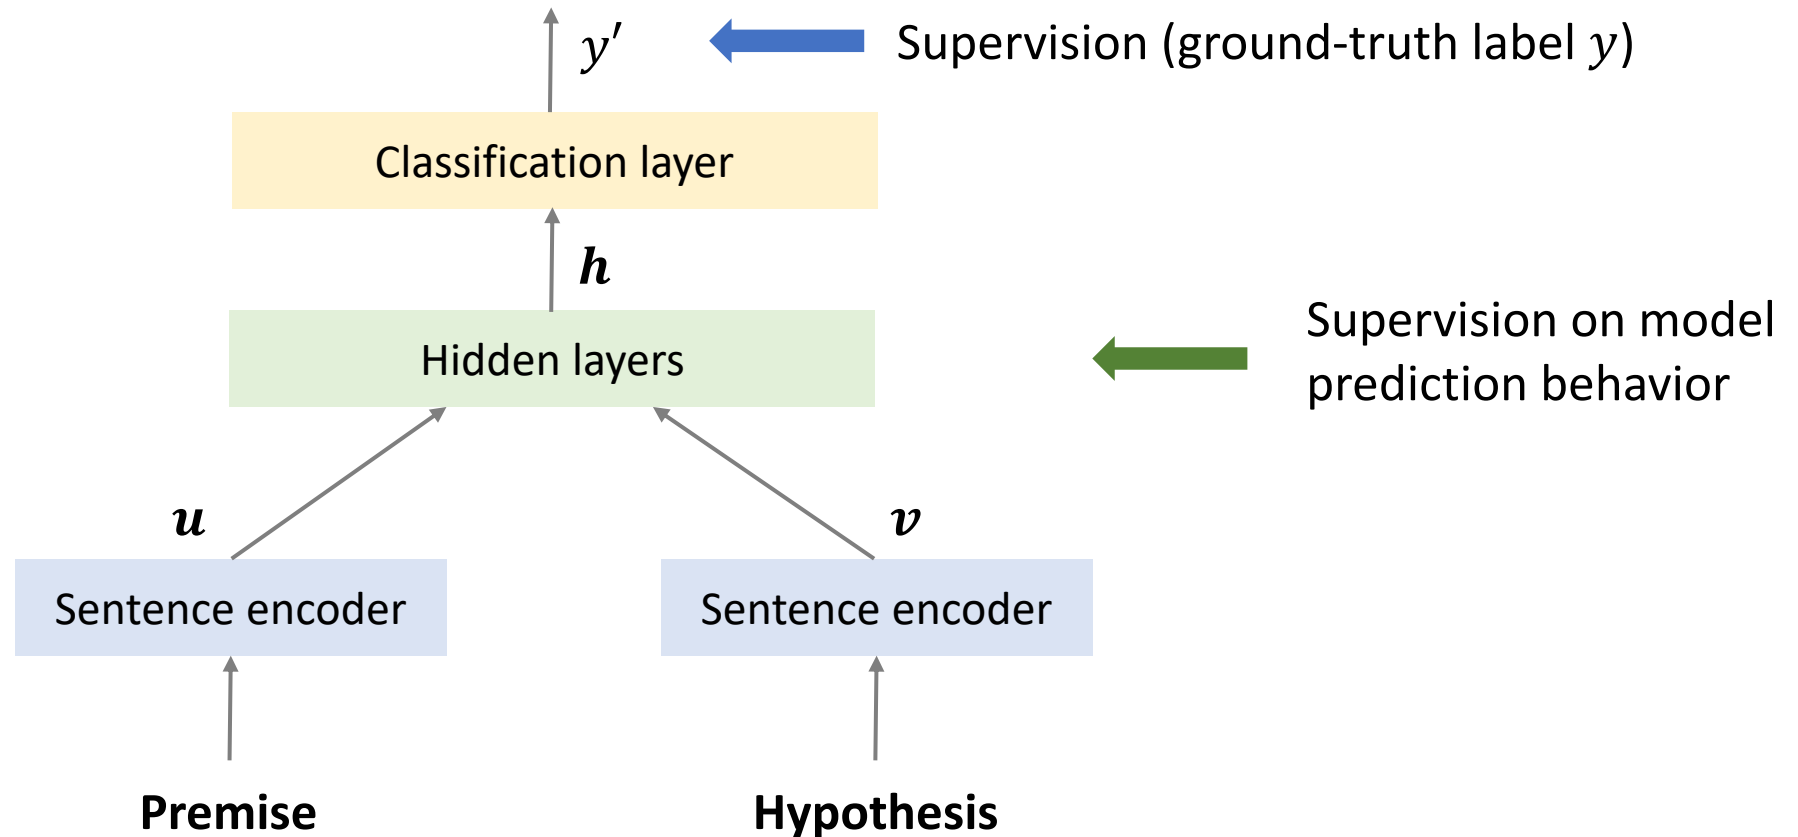 y′
Supervision (ground-truth label y)
Classification layer
h
Hidden layers
Supervision on model
prediction behavior
u
v
Sentence encoder
Sentence encoder
Premise
Hypothesis